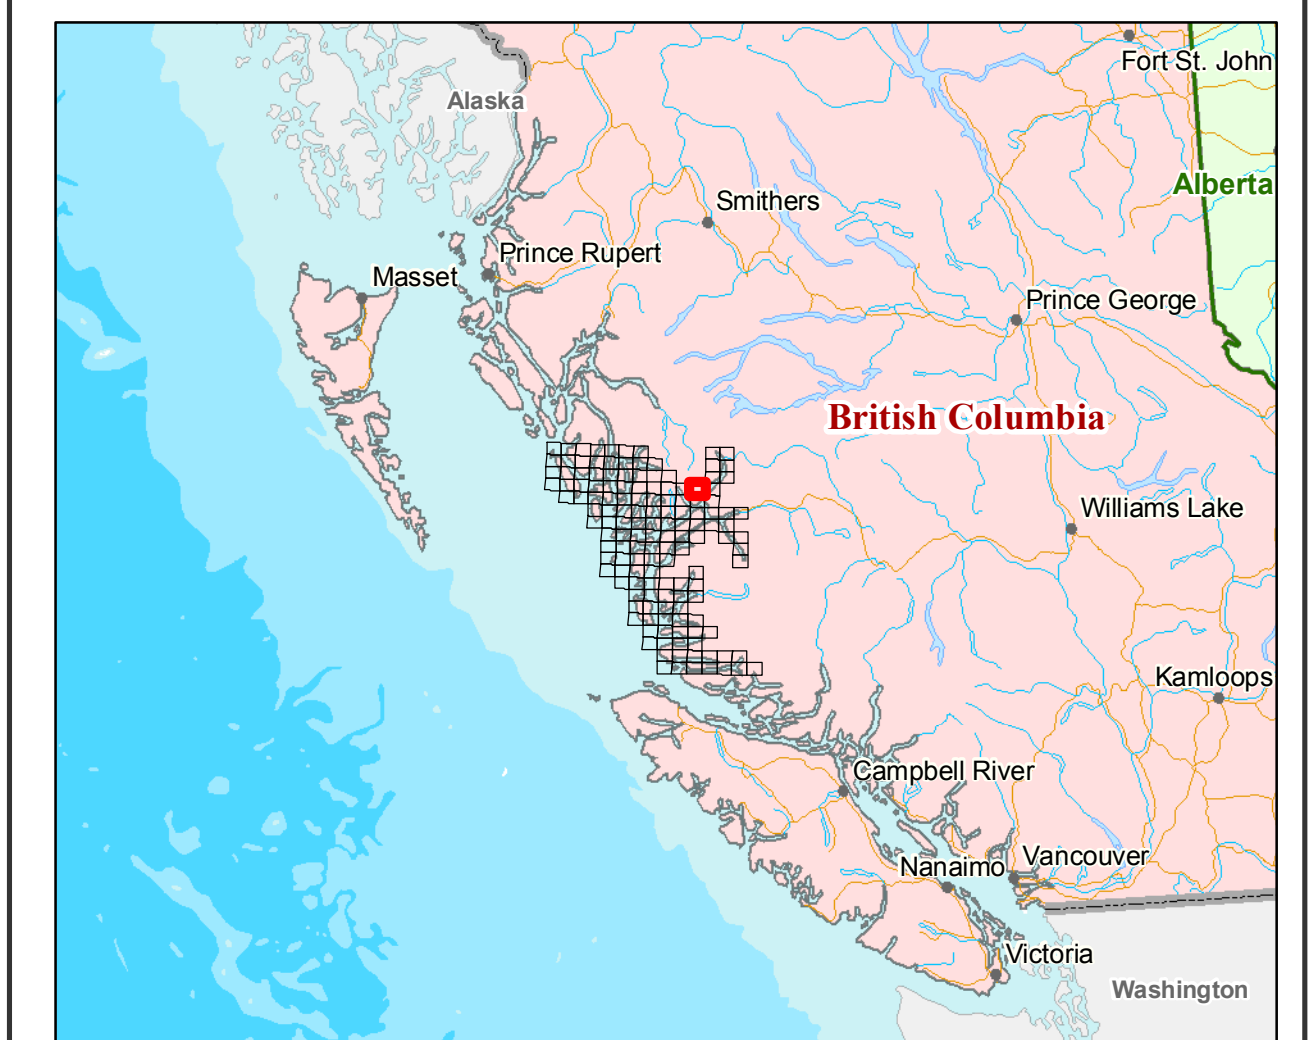 Fort St. John
Alaska
Alberta
Smithers
Prince Rupert
Masset
Prince George
British Columbia
Williams Lake
Kamloops
Campbell River
Vancouver
Nanaimo
Victoria
Washington